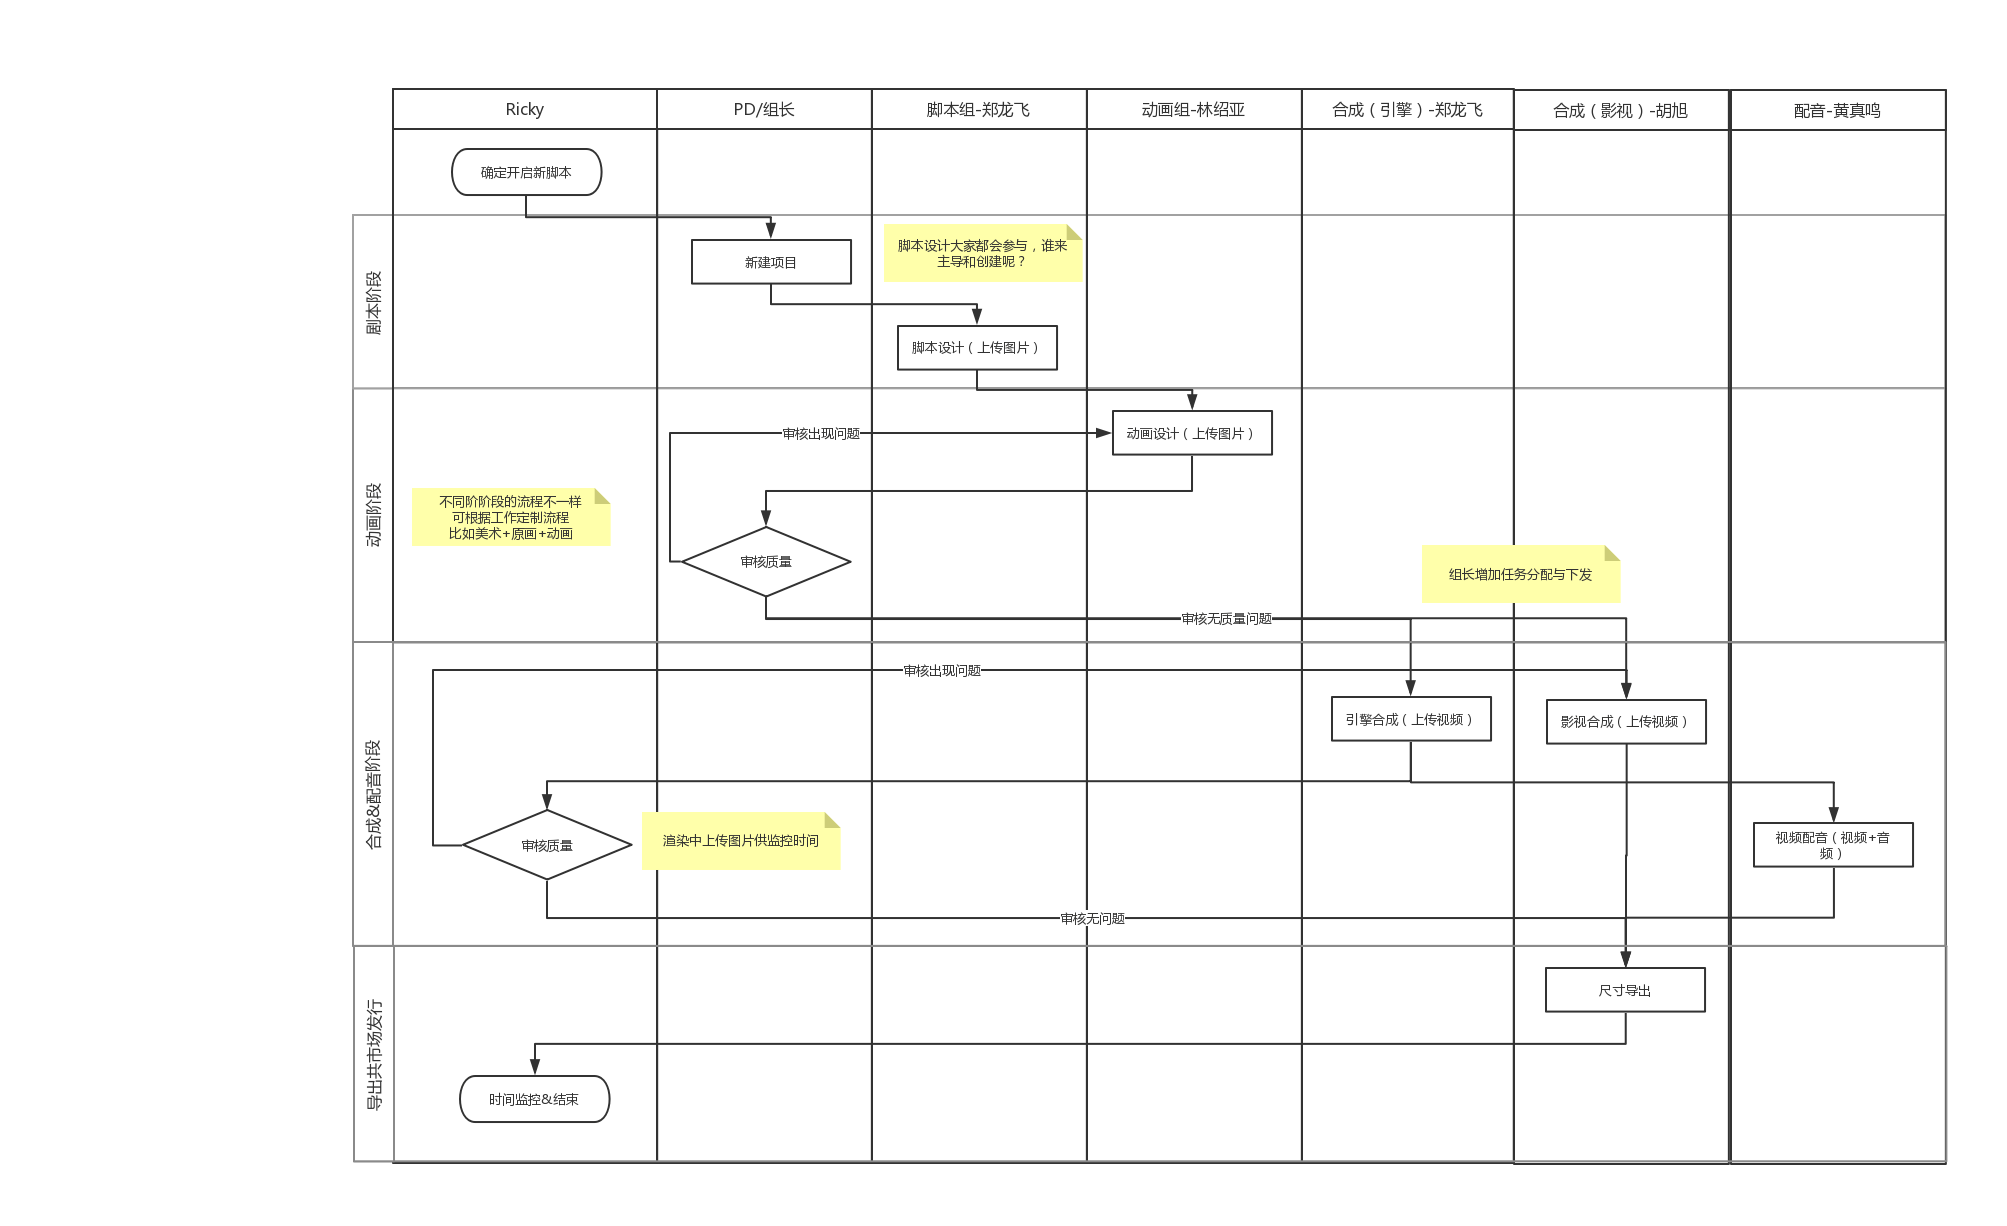 Ricky
PD/组长
脚本组-郑龙飞
动画组-林绍亚
合成（引擎）-郑龙飞
合成（影视）-胡旭
配音-黄真鸣
确定开启新脚本
剧本阶段
新建项目
脚本设计大家都会参与，谁来
主导和创建呢？
脚本设计（上传图片）
动画阶段
审核出现问题
动画设计（上传图片）
不同阶阶段的流程不一样
可根据工作定制流程
比如美术+原画+动画
审核质量
组长增加任务分配与下发
审核无质量问题
合成&配音阶段
审核出现问题
引擎合成（上传视频）
影视合成（上传视频）
审核质量
渲染中上传图片供监控时间
视频配音（视频+音
频）
审核无问题
导出共市场发行
尺寸导出
时间监控&结束